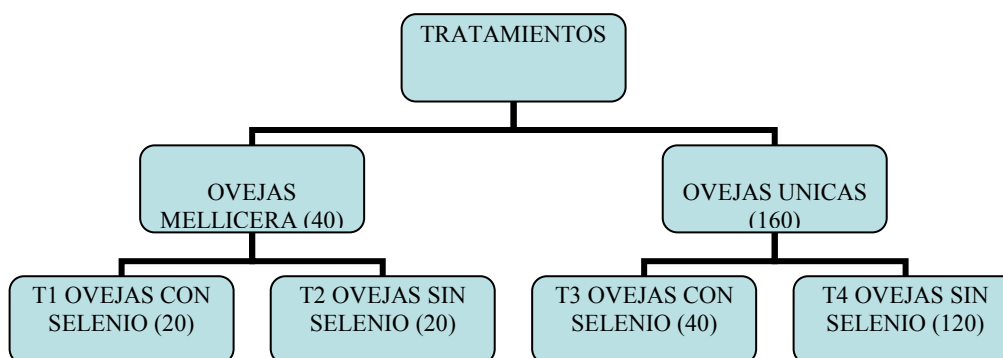 TRATAMIENTOS
OVEJAS
MELLICERA (40)
OVEJAS UNICAS
(160)
T1 OVEJAS CON
SELENIO (20)
T2 OVEJAS SIN
SELENIO (20)
T3 OVEJAS CON
SELENIO (40)
T4 OVEJAS SIN
SELENIO (120)